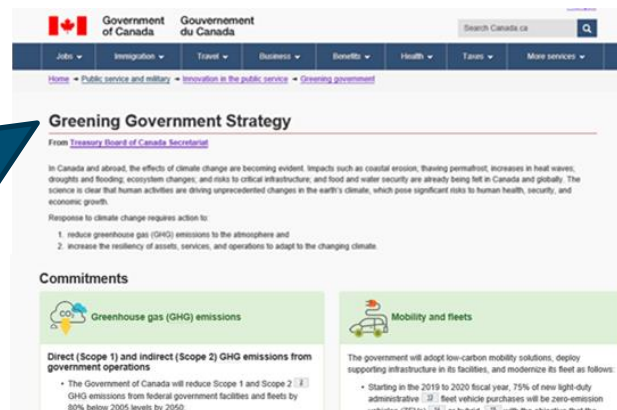 Government of Canada
Gouvernement du Canada
Search Canada.ca
Jobs Immigration Travel Business Benefits Health Taxes More services
Home Public service and military Innovation in the public service Greening government
Greening Government Strategy
From Treasury Board of Canada Secretariat
In Canada and abroad, the effects of climate change are becoming evident. Impacts such as coastal erosion; thawing permafrost; increases in heat waves,
droughts and flooding; ecosystem changes; and risks to critical infrastructure; and food and water security are already being felt in Canada and globally. The
science is clear that human activities are driving unprecedented changes in the earth's climate, which pose significant risks to human health, security, and
economic growth.
Response to climate change requires action to:
1. reduce greenhouse gas (GHG) emissions to the atmosphere and
2. increase the resiliency of assets, services, and operations to adapt to the changing climate.
Commitments
CO2
Greenhouse gas (GHG) emissions
Direct (Scope 1) and indirect (Scope 2) GHG emissions from
government operations
• The Government of Canada will reduce Scope 1 and Scope 2
GHG emissions from federal government facilities and fleets by
80% below 2005 levels by 2050:
Mobility and fleets
The government will adopt low-carbon mobility solutions, deploy
supporting infrastructure in its facilities, and modernize its fleet as follows:
• Starting in the 2019 to 2020 fiscal year, 75% of new light-duty
administrative fleet vehicle purchases will be zero-emission
vehicles (ZEVs) or hybrid with the objective that the